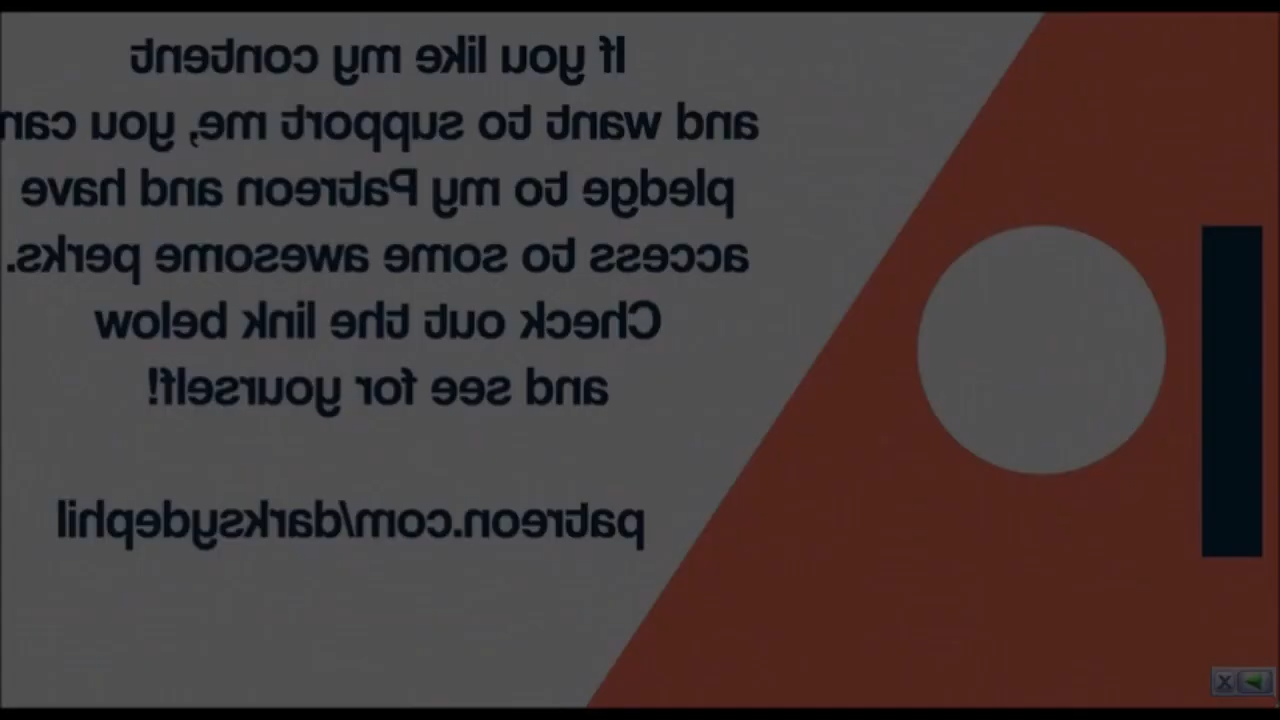 If you like my content
and want to support me, you can
pledge to my Patreon and have
access to some awesome perks.
Check out the link below
and see for yourself!
patreon.com/darksydephil
X